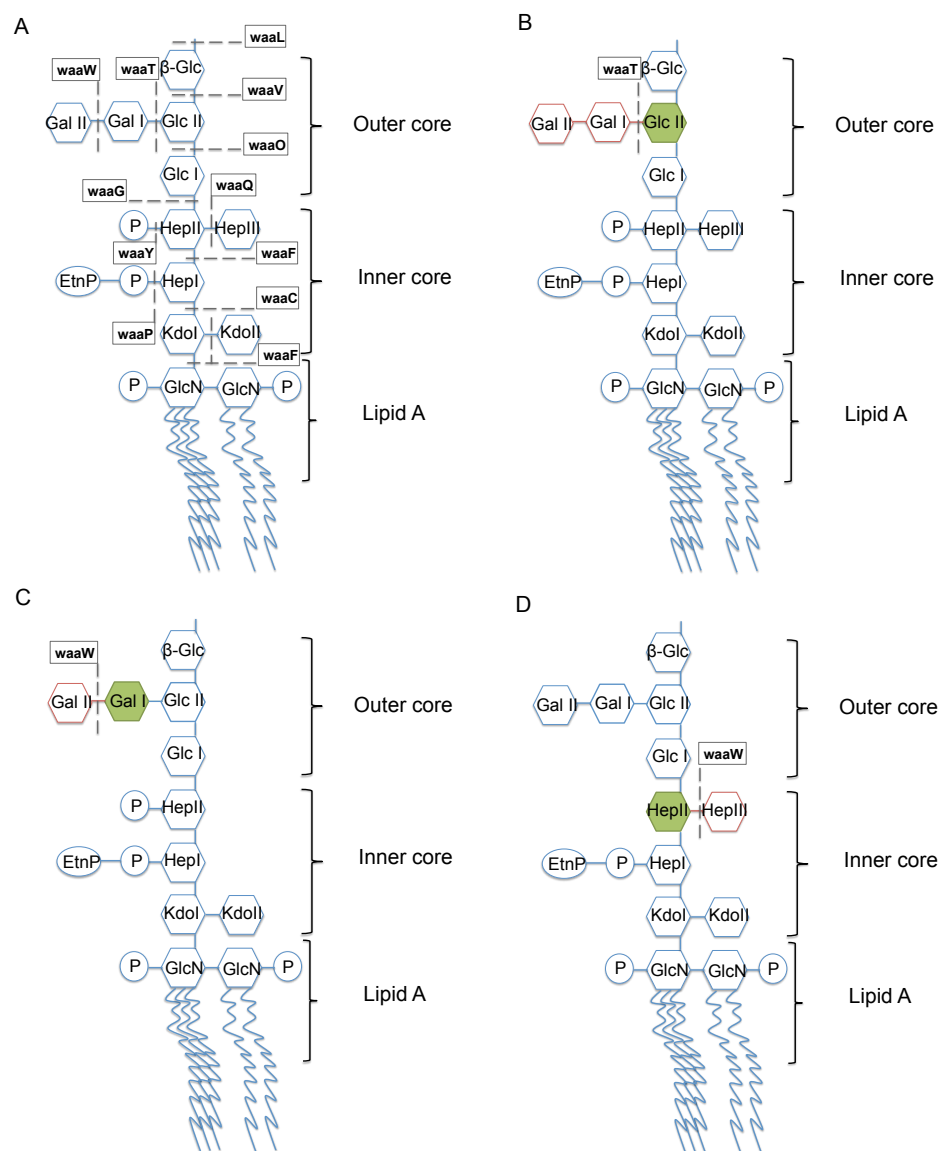 A
waaL
β-Glc
waaW
waaT
waaV
Gal II
Gal I
Glc II
Outer core
waaO
Glc I
waaG
waaQ
P
HepII
HepIII
waaY
waaF
EtnP
P
HepI
Inner core
waaC
waaP
KdoI
KdoII
waaF
P
GlcN
GlcN
P
Lipid A
B
waaT
β-Glc
Gal II
Gal I
Glc II
Outer core
Glc I
P
HepII
HepIII
EtnP
P
HepI
Inner core
KdoI
KdoII
P
GlcN
GlcN
P
Lipid A
C
waaW
β-Glc
Gal II
Gal I
Glc II
Outer core
Glc I
P
HepII
EtnP
P
HepI
Inner core
KdoI
KdoII
P
GlcN
GlcN
P
Lipid A
D
β-Glc
Gal II
Gal I
Glc II
Outer core
Glc I
waaW
HepII
HepIII
EtnP
P
HepI
Inner core
KdoI
KdoII
P
GlcN
GlcN
P
Lipid A